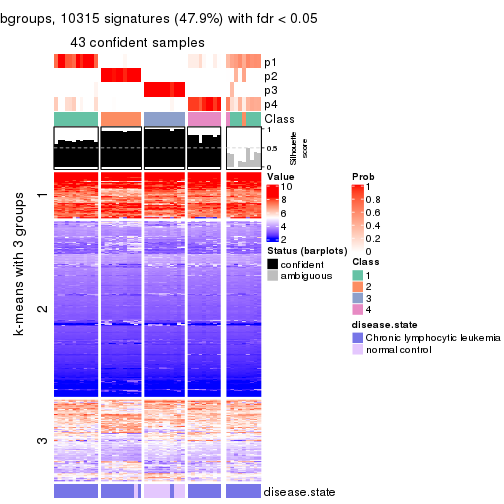 bgroups, 10315 signatures (47.9%) with fdr < 0.05
43 confident samples
p1
p2
p3
p4
Class
1
0.5
0
Silhouette
score
k-means with 3 groups
1
2
3
disease.state
Value
10
8
6
4
2
Status (barplots)
confident
ambiguous
Prob
1
0.8
0.6
0.4
0.2
0
Class
1
2
3
4
disease.state
Chronic lymphocytic leukemia
normal control